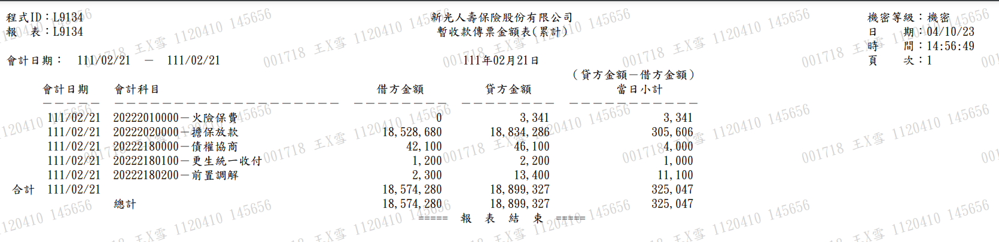 程式ID：L9134 新光人壽保險股份有限公司 機密等級：機密
報 表：L9134 暫收款傳票金額表(累計) 日 期：04/10/23
時 間：14:56:49
會計日期： 111/02/21 － 111/02/21 111年02月21日 頁 次：1
（貸方金額－借方金額）
會計日期 會計科目 借方金額 貸方金額 當日小計
－－－－－ －－－－－－－－－－－－－－－－－－－ －－－－－－－－ －－－－－－－－ －－－－－－－－－－－
111/02/21 20222010000－火險保費 0 3,341 3,341
111/02/21 20222020000－擔保放款 18,528,680 18,834,286 305,606
111/02/21 20222180000－債權協商 42,100 46,100 4,000
111/02/21 20222180100－更生統一收付 1,200 2,200 1,000
111/02/21 20222180200－前置調解 2,300 13,400 11,100
合計 111/02/21 18,574,280 18,899,327 325,047
總計 18,574,280 18,899,327 325,047
===== 報 表 結 束 =====
001718 王X雪 1120410 145656